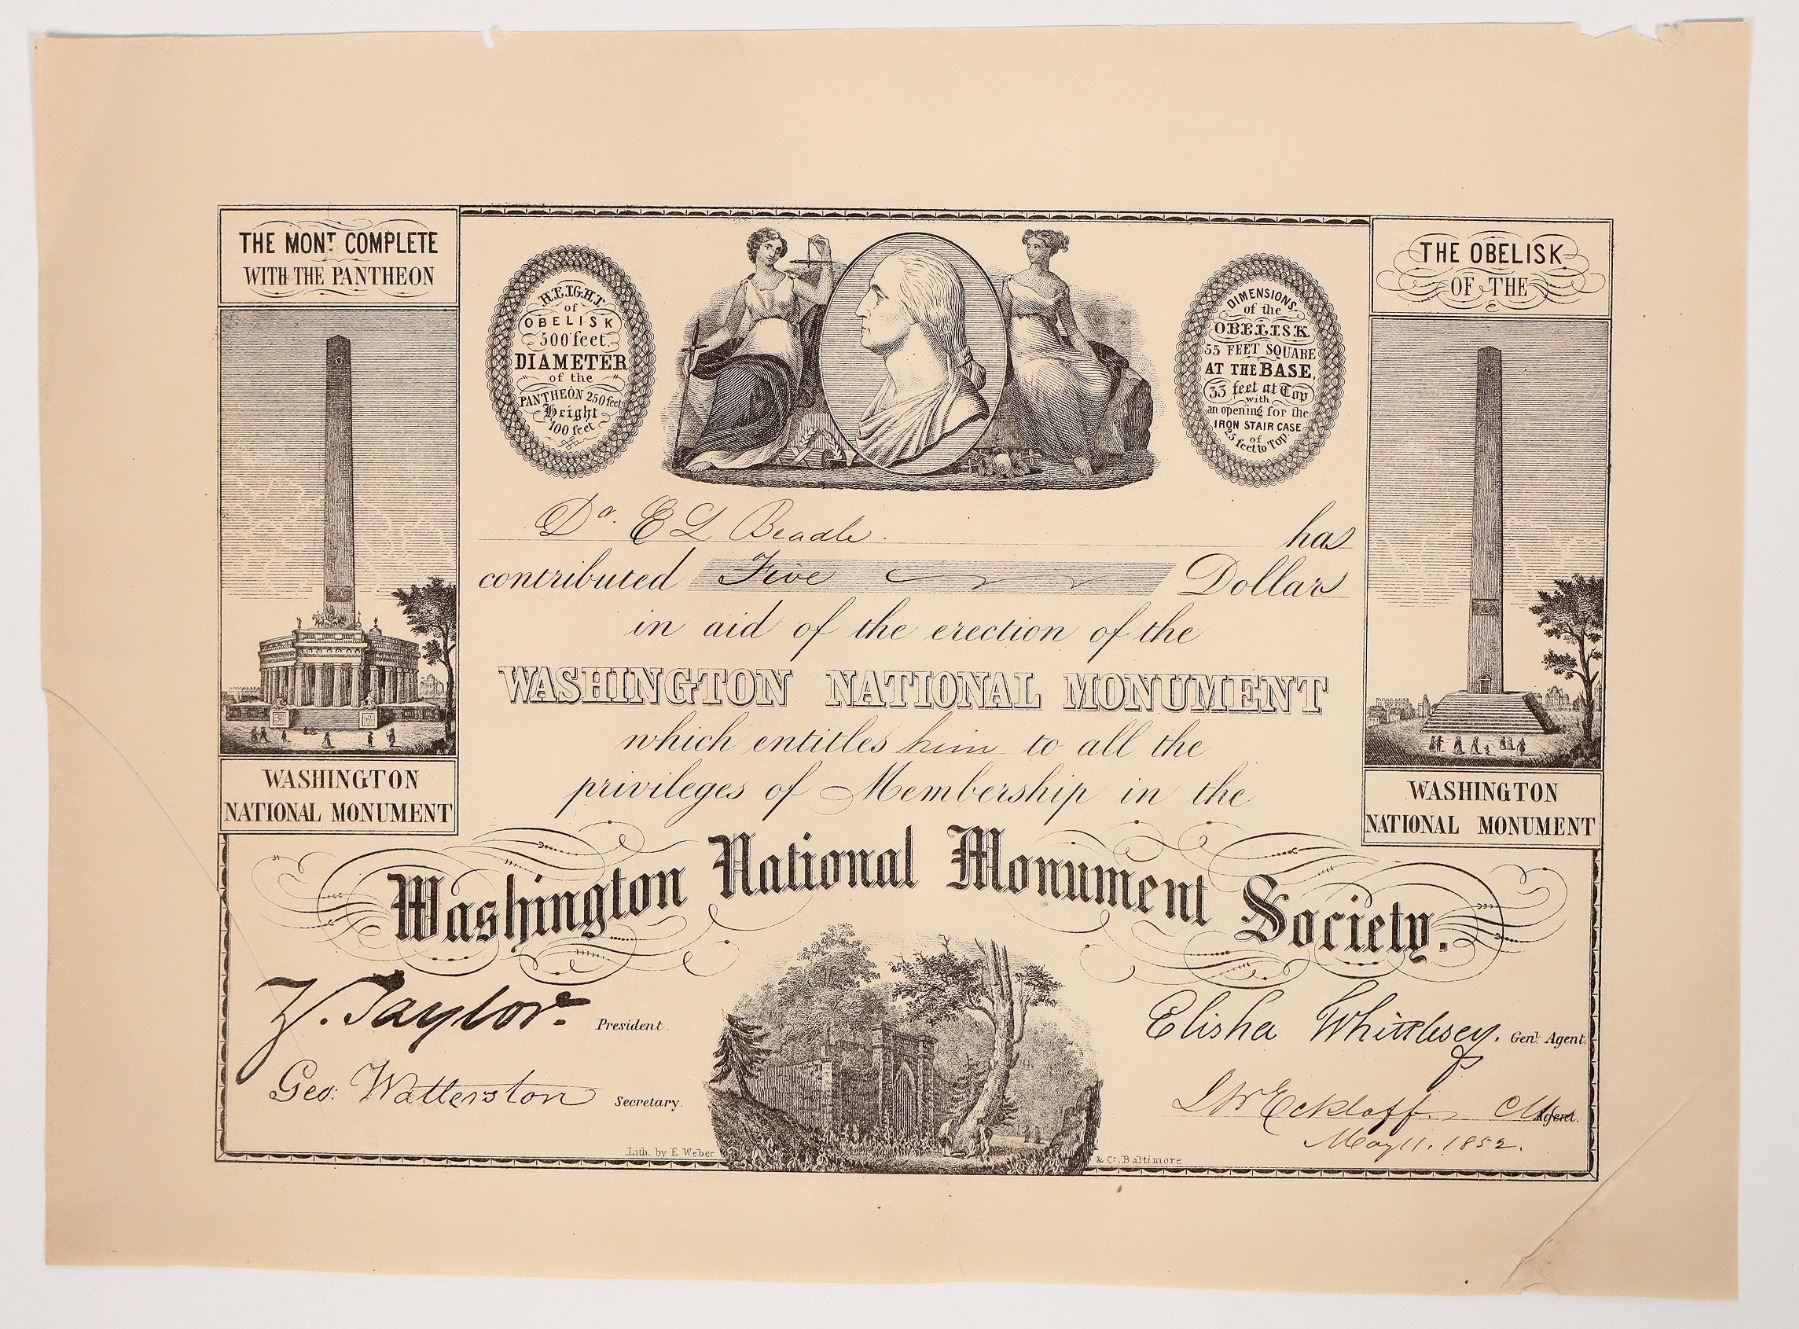 THE MONT. COMPLETE
WITH THE PANTHEON
WASHINGTON
NATIONAL MONUMENT
HEIGHT
of
OBELISK
500 feet.
DIAMETER
of the
PANTHEON 250 feet
Height
100 feet
DIMENSIONS
of the
OBELISK
55 FEET SQUARE
AT THE BASE,
33 feet at Top
with
an opening for the
IRON STAIR CASE
of
25 feet to Top
THE OBELISK
OF THE
WASHINGTON
NATIONAL MONUMENT
E L Beadle has
contributed Five Dollars
in aid of the erection of the
WASHINGTON NATIONAL MONUMENT
which entitles him to all the
privileges of Membership in the
Washington National Monument Society.
Z. Taylor. President.
Elisha Whittlesey. Genl. Agent.
Geo: Watterston Secretary.
Eckloff Agent.
May 11. 1852.
Lith. by E Weber & Co. Baltimore